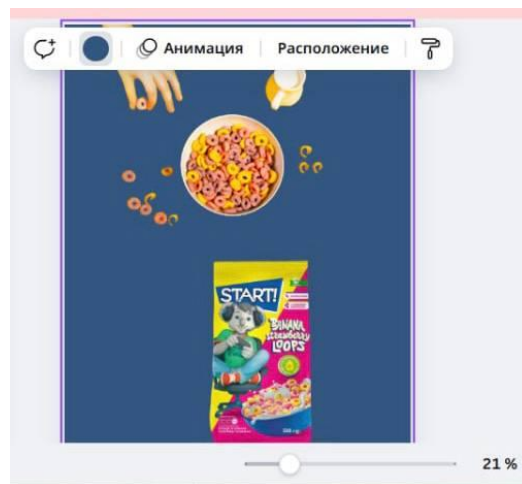 Анимация Расположение
START!
BANANA
Strawberry
LOOPS
21 %